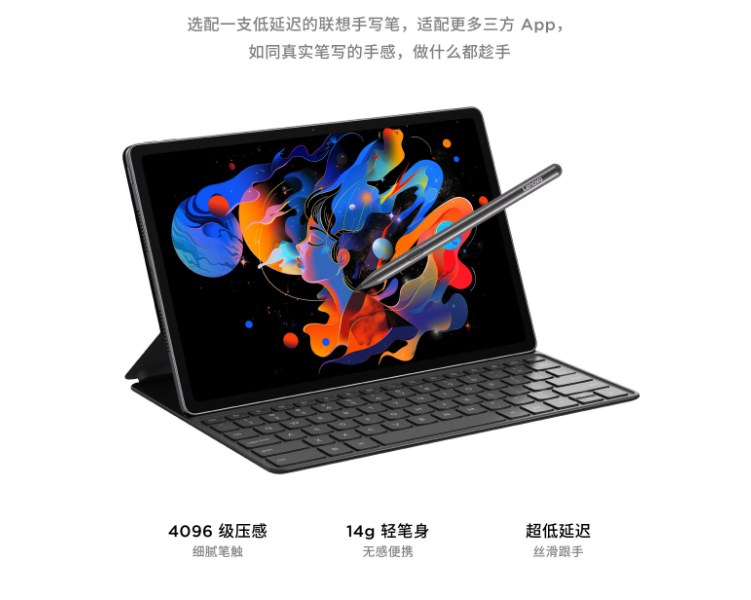 选配一支低延迟的联想手写笔，适配更多三方 App，
如同真实笔写的手感，做什么都趁手
Lenovo
4096 级压感
14g 轻笔身
超低延迟
细腻笔触
无感便携
丝滑跟手